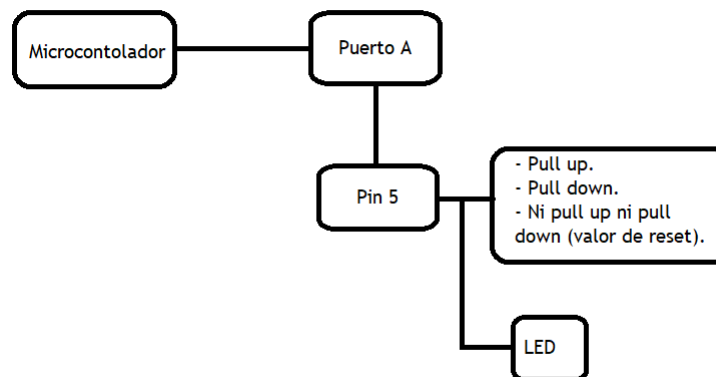 Microcontolador
Puerto A
Pin 5
- Pull up.
- Pull down.
- Ni pull up ni pull
down (valor de reset).
LED